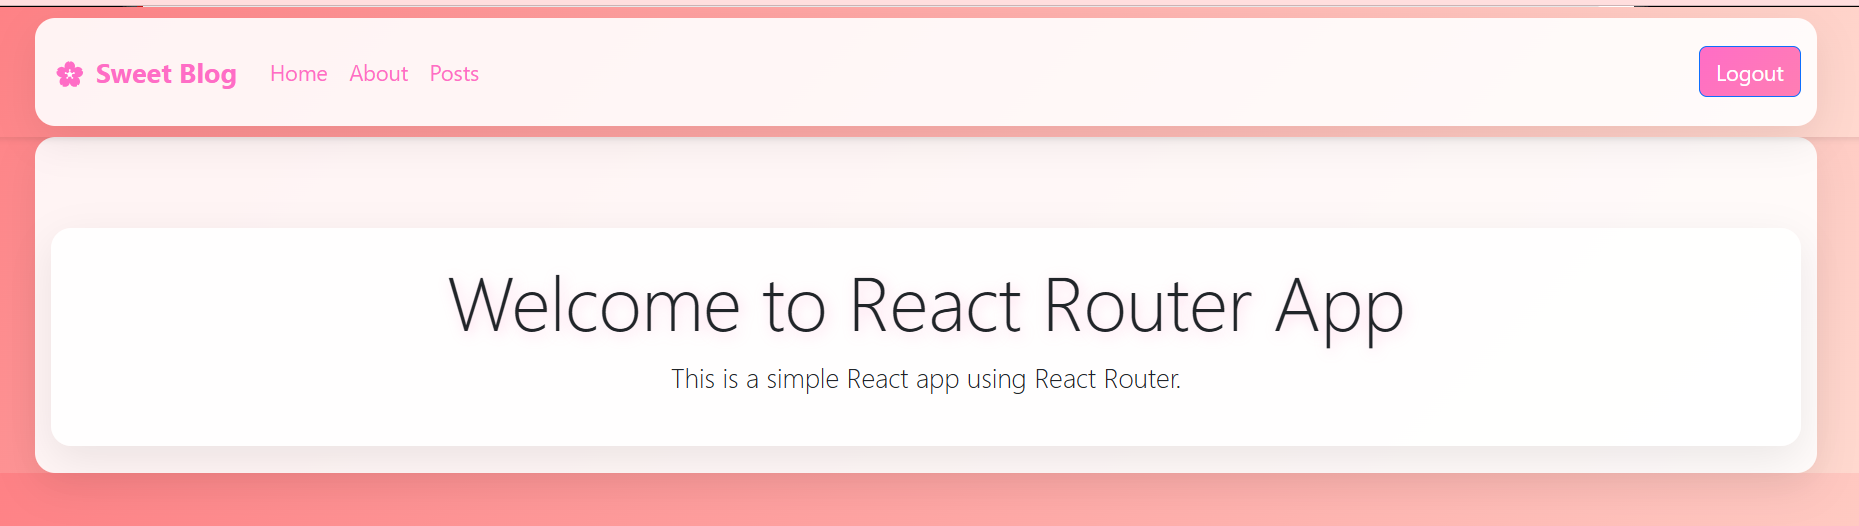 Sweet Blog Home About Posts Logout
Welcome to React Router App
This is a simple React app using React Router.